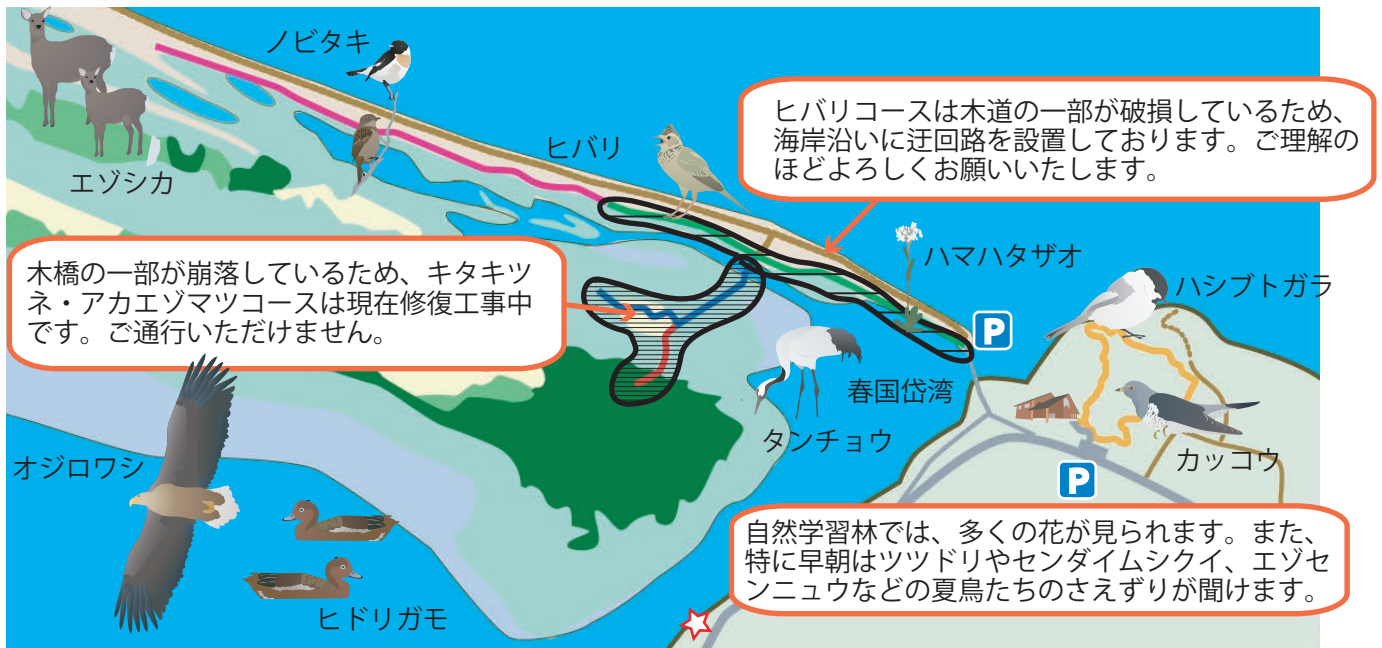 ノビタキ
ヒバリコースは木道の一部が破損しているため、
海岸沿いに迂回路を設置しております。ご理解の
ほどよろしくお願いいたします。
ヒバリ
エゾシカ
ハマハタザオ
ハシブトガラ
木橋の一部が崩落しているため、キタキツ
ネ・アカエゾマツコースは現在修復工事中
です。ご通行いただけません。
P
春国岱湾
タンチョウ
カッコウ
オジロワシ
P
自然学習林では、多くの花が見られます。また、
特に早朝はツツドリやセンダイムシクイ、エゾセ
ンニュウなどの夏鳥たちのさえずりが聞けます。
ヒドリガモ